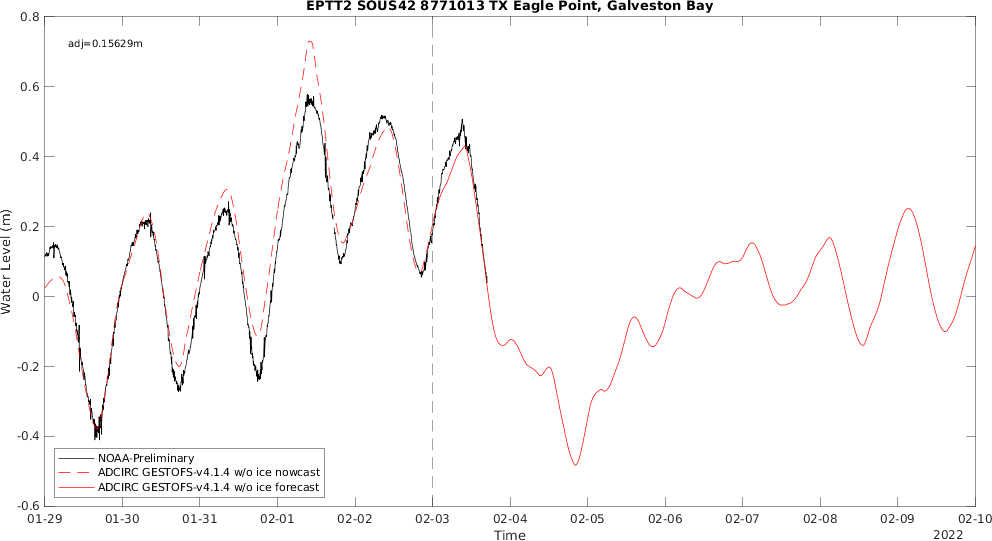 EPTT2 SOUS42 8771013 TX Eagle Point, Galveston Bay
adj=0.15629m
0.8
0.6
0.4
0.2
0
-0.2
-0.4
-0.6
Water Level (m)
NOAA-Preliminary
ADCIRC GESTOFS-v4.1.4 w/o ice nowcast
ADCIRC GESTOFS-v4.1.4 w/o ice forecast
01-29 01-30 01-31 02-01 02-02 02-03 02-04 02-05 02-06 02-07 02-08 02-09 02-10
Time
2022